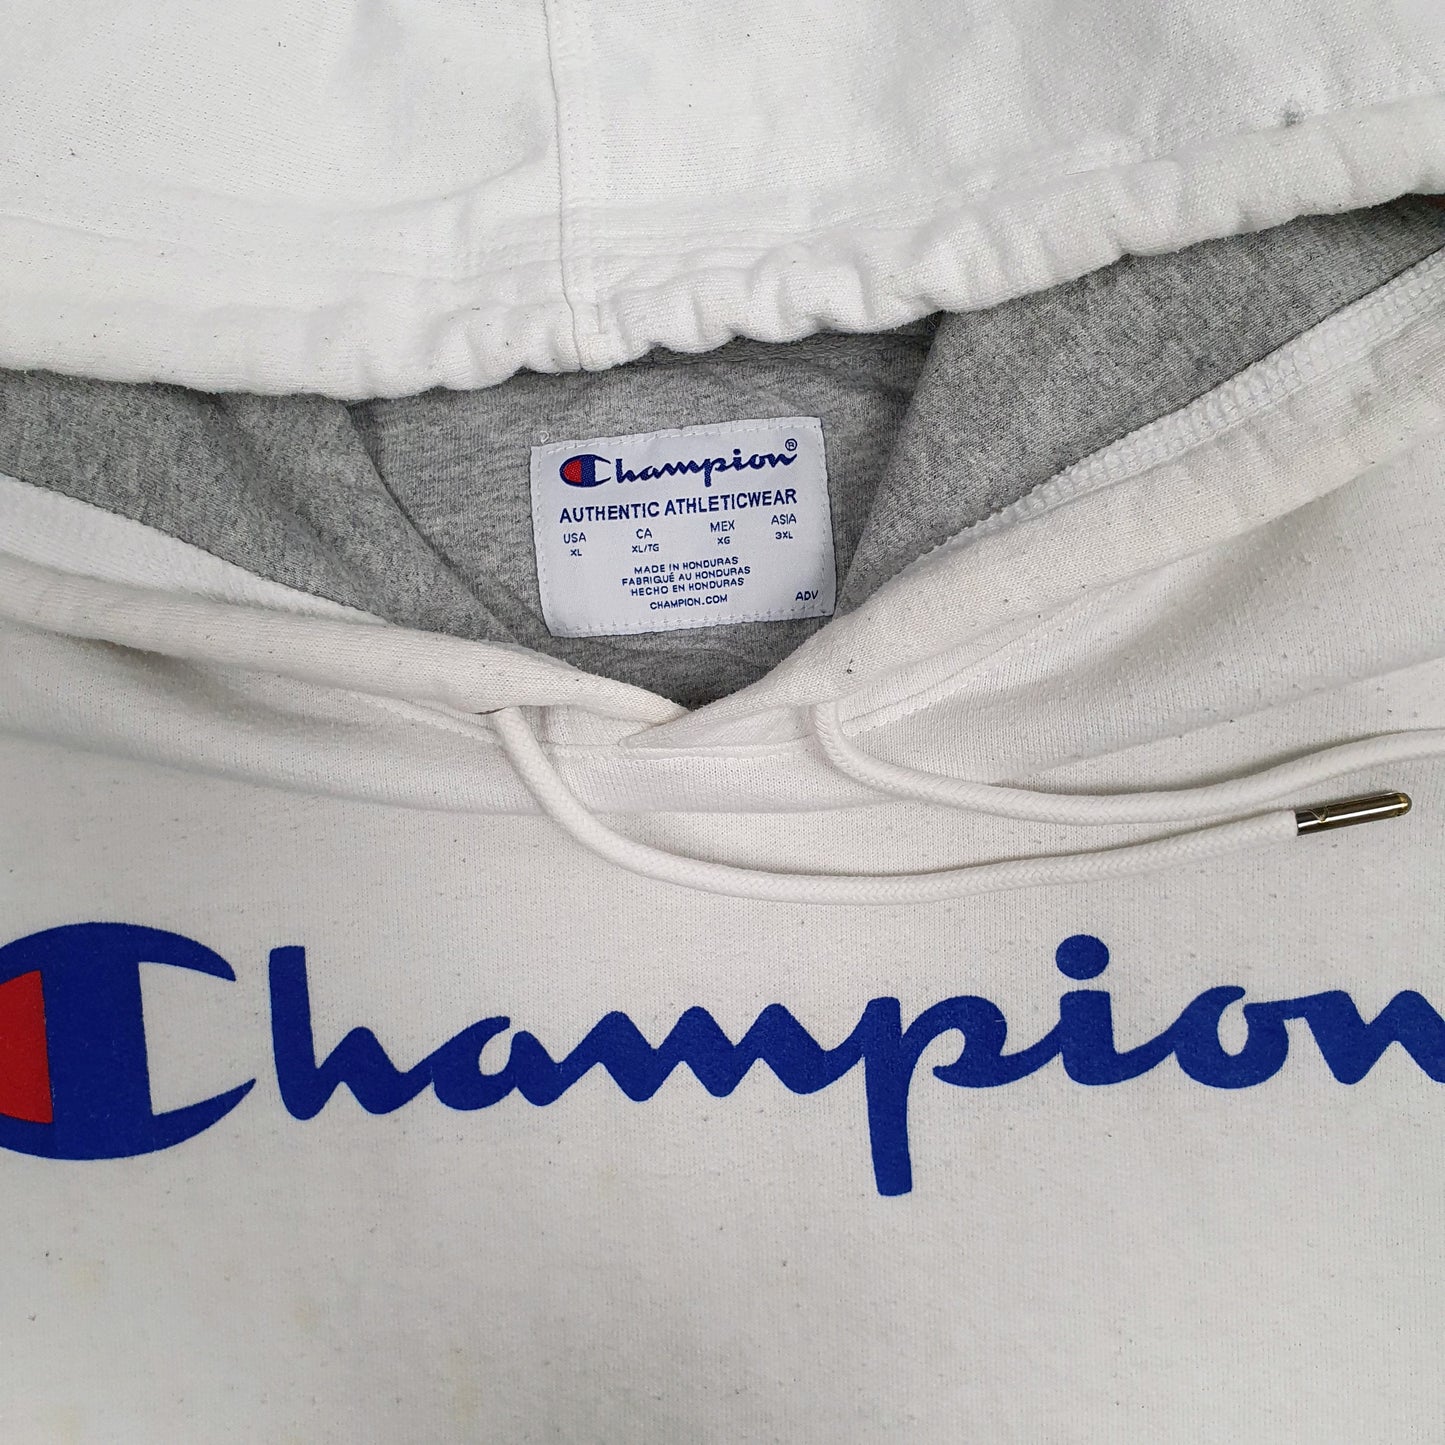 Champion®
AUTHENTIC ATHLETICWEAR
USA CA MEX ASIA
XL XL/TG XG 3XL
MADE IN HONDURAS
FABRIQUÉ AU HONDURAS
HECHO EN HONDURAS
CHAMPION.COM
ADV
Champion